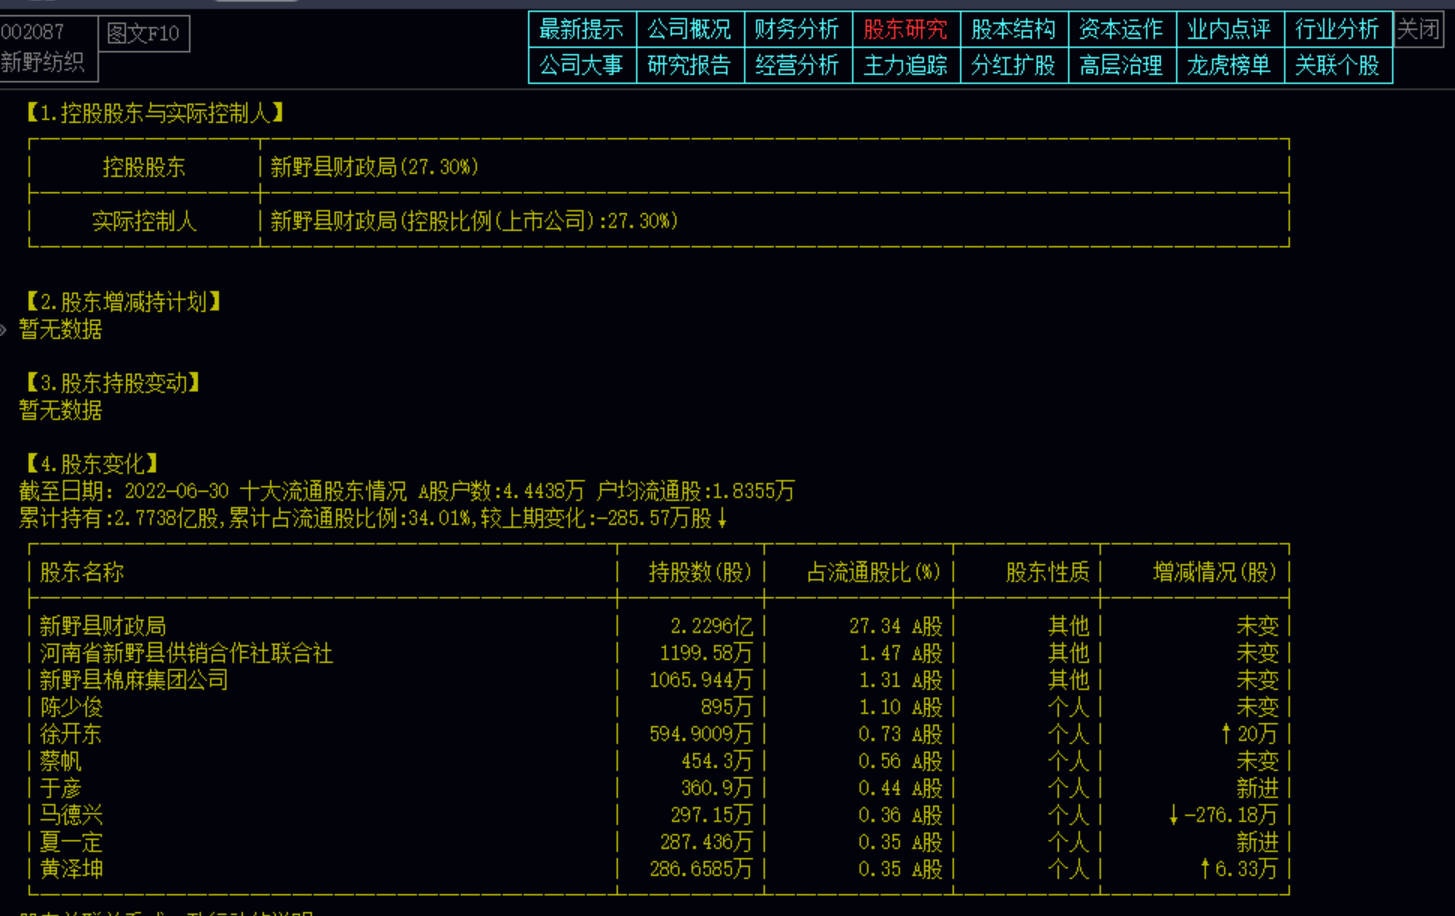 002087 图文F10
新野纺织
最新提示 公司概况 财务分析 股东研究 股本结构 资本运作 业内点评 行业分析 关闭
公司大事 研究报告 经营分析 主力追踪 分红扩股 高层治理 龙虎榜单 关联个股
【1.控股股东与实际控制人】
控股股东 新野县财政局(27.30%)
实际控制人 新野县财政局(控股比例(上市公司):27.30%)
【2.股东增减持计划】
暂无数据
【3.股东持股变动】
暂无数据
【4.股东变化】
截至日期: 2022-06-30 十大流通股东情况 A股户数:4.4438万 户均流通股:1.8355万
累计持有:2.7738亿股,累计占流通股比例:34.01%,较上期变化:-285.57万股↓
股东名称 持股数(股) 占流通股比(%) 股东性质 增减情况(股)
新野县财政局 2.2296亿 27.34 A股 其他 未变
河南省新野县供销合作社联合社 1199.58万 1.47 A股 其他 未变
新野县棉麻集团公司 1065.944万 1.31 A股 其他 未变
陈少俊 895万 1.10 A股 个人 未变
徐开东 594.9009万 0.73 A股 个人 ↑20万
蔡帆 454.3万 0.56 A股 个人 未变
于彦 360.9万 0.44 A股 个人 新进
马德兴 297.15万 0.36 A股 个人 ↓-276.18万
夏一定 287.436万 0.35 A股 个人 新进
黄泽坤 286.6585万 0.35 A股 个人 ↑6.33万